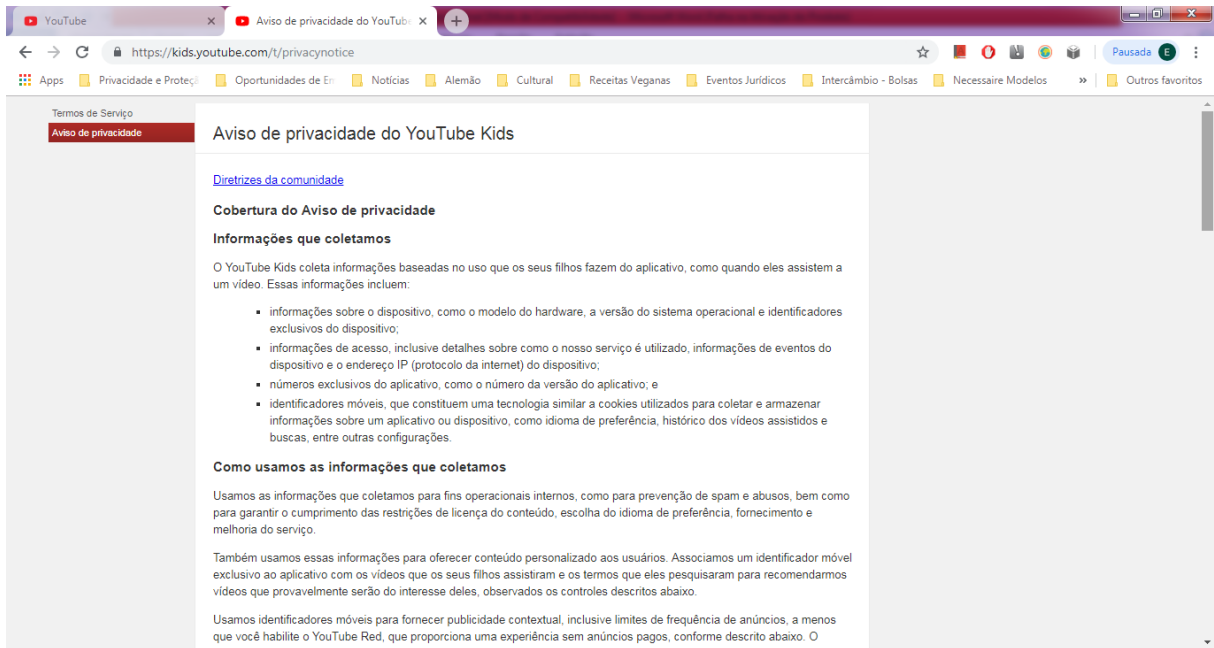 YouTube
Aviso de privacidade do YouTube
https://kids.youtube.com/t/privacynotice
Pausada E
Apps Privacidade e Proteçã Oportunidades de Em Notícias Alemão Cultural Receitas Veganas Eventos Jurídicos Intercâmbio - Bolsas Necessaire Modelos » Outros favoritos
Termos de Serviço
Aviso de privacidade
Aviso de privacidade do YouTube Kids
Diretrizes da comunidade
Cobertura do Aviso de privacidade
Informações que coletamos
O YouTube Kids coleta informações baseadas no uso que os seus filhos fazem do aplicativo, como quando eles assistem a
um vídeo. Essas informações incluem:
informações sobre o dispositivo, como o modelo do hardware, a versão do sistema operacional e identificadores
exclusivos do dispositivo;
informações de acesso, inclusive detalhes sobre como o nosso serviço é utilizado, informações de eventos do
dispositivo e o endereço IP (protocolo da internet) do dispositivo;
números exclusivos do aplicativo, como o número da versão do aplicativo; e
identificadores móveis, que constituem uma tecnologia similar a cookies utilizados para coletar e armazenar
informações sobre um aplicativo ou dispositivo, como idioma de preferência, histórico dos vídeos assistidos e
buscas, entre outras configurações.
Como usamos as informações que coletamos
Usamos as informações que coletamos para fins operacionais internos, como para prevenção de spam e abusos, bem como
para garantir o cumprimento das restrições de licença do conteúdo, escolha do idioma de preferência, fornecimento e
melhoria do serviço.
Também usamos essas informações para oferecer conteúdo personalizado aos usuários. Associamos um identificador móvel
exclusivo ao aplicativo com os vídeos que os seus filhos assistiram e os termos que eles pesquisaram para recomendarmos
vídeos que provavelmente serão do interesse deles, observados os controles descritos abaixo.
Usamos identificadores móveis para fornecer publicidade contextual, inclusive limites de frequência de anúncios, a menos
que você habilite o YouTube Red, que proporciona uma experiência sem anúncios pagos, conforme descrito abaixo. O